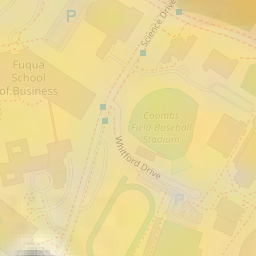 P
Science Drive
Fuqua
School
of Business
Coombs
Field Baseball
Stadium
Whitford Drive
P